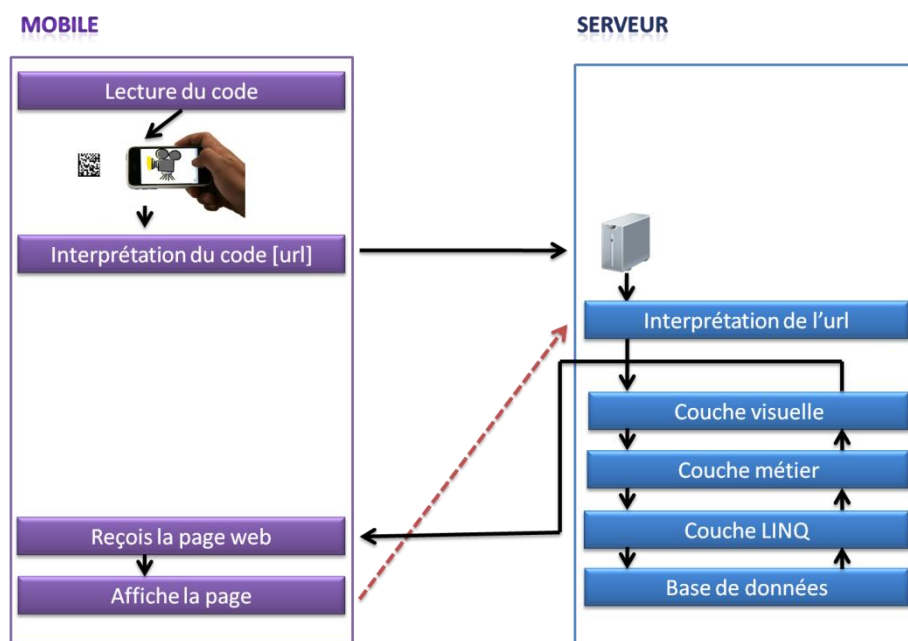 MOBILE
SERVEUR
Lecture du code
Interprétation du code [url]
Interprétation de l'url
Couche visuelle
Couche métier
Reçois la page web
Couche LINQ
Affiche la page
Base de données